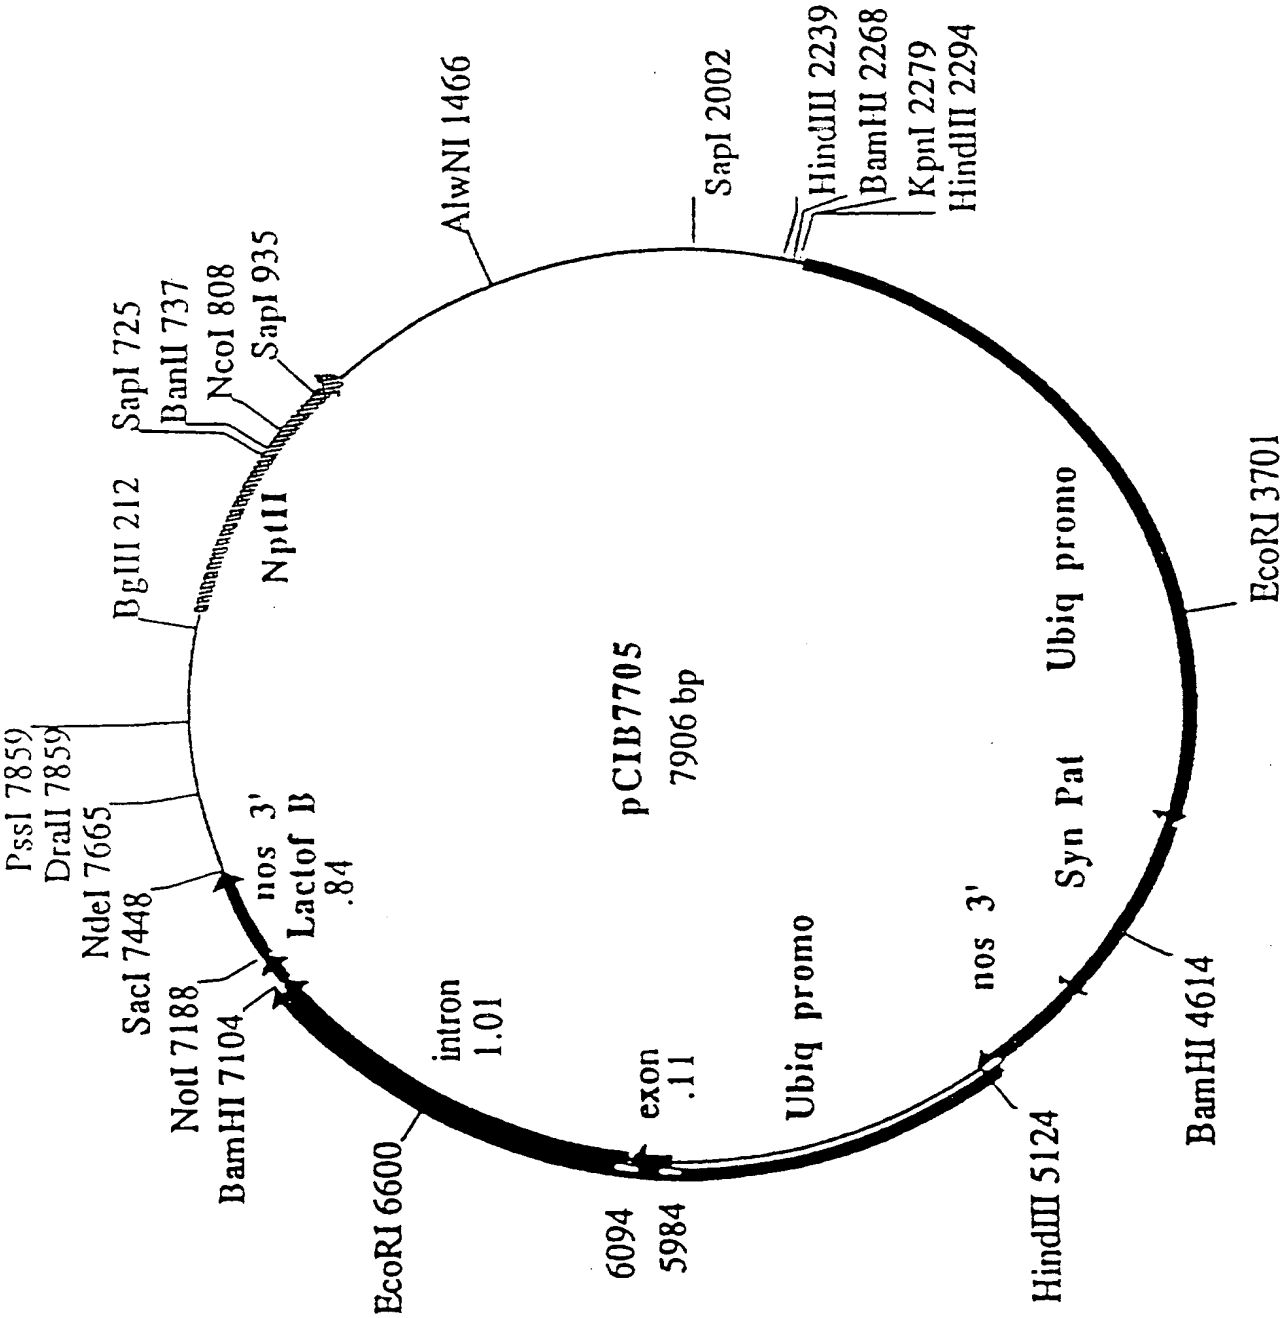 PssI 7859
DraII 7859
NdeI 7665
SacI 7448
NotI 7188
BamHI 7104
EcoRI 6600
6094
5984
HindIII 5124
BamHI 4614
EcoRI 3701
HindIII 2239
BamHI 2268
KpnI 2279
HindIII 2294
SapI 2002
AlwNI 1466
SapI 935
NcoI 808
BanII 737
SapI 725
BglII 212
NptII
nos 3'
Lactof B
.84
intron
1.01
exon
.11
Ubiq promo
nos 3'
Syn Pat
Ubiq promo
pCIB7705
7906 bp